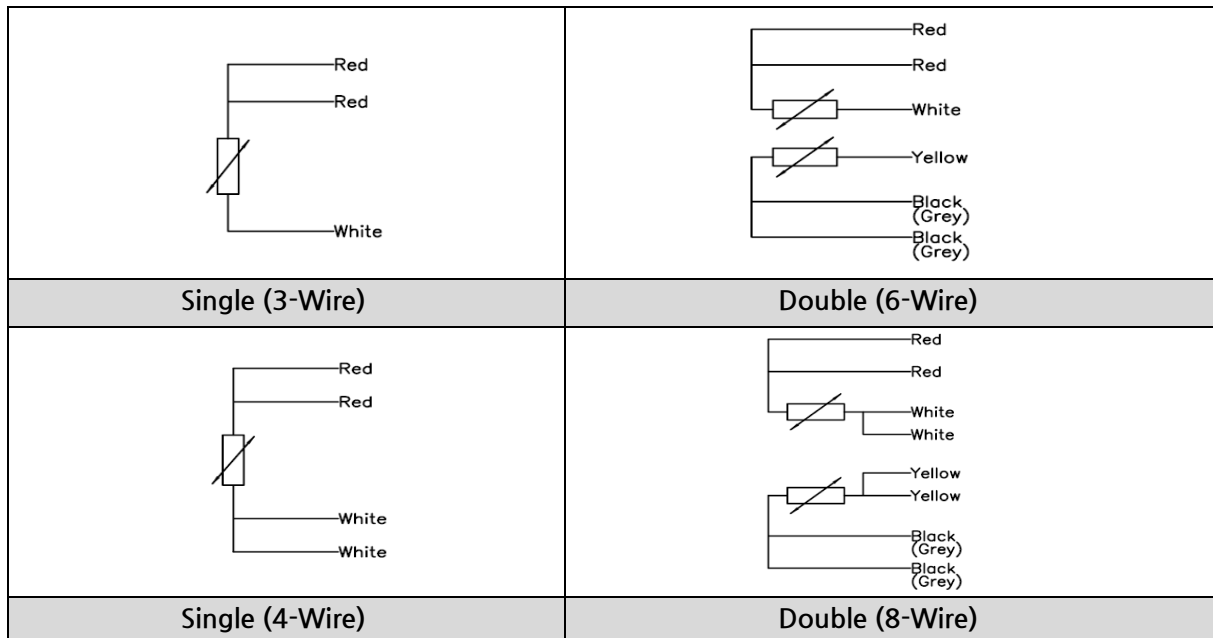 Red
Red
White
Single (3-Wire)
Red
Red
White
Yellow
Black
(Grey)
Black
(Grey)
Double (6-Wire)
Red
Red
White
White
Single (4-Wire)
Red
Red
White
White
Yellow
Yellow
Black
(Grey)
Black
(Grey)
Double (8-Wire)